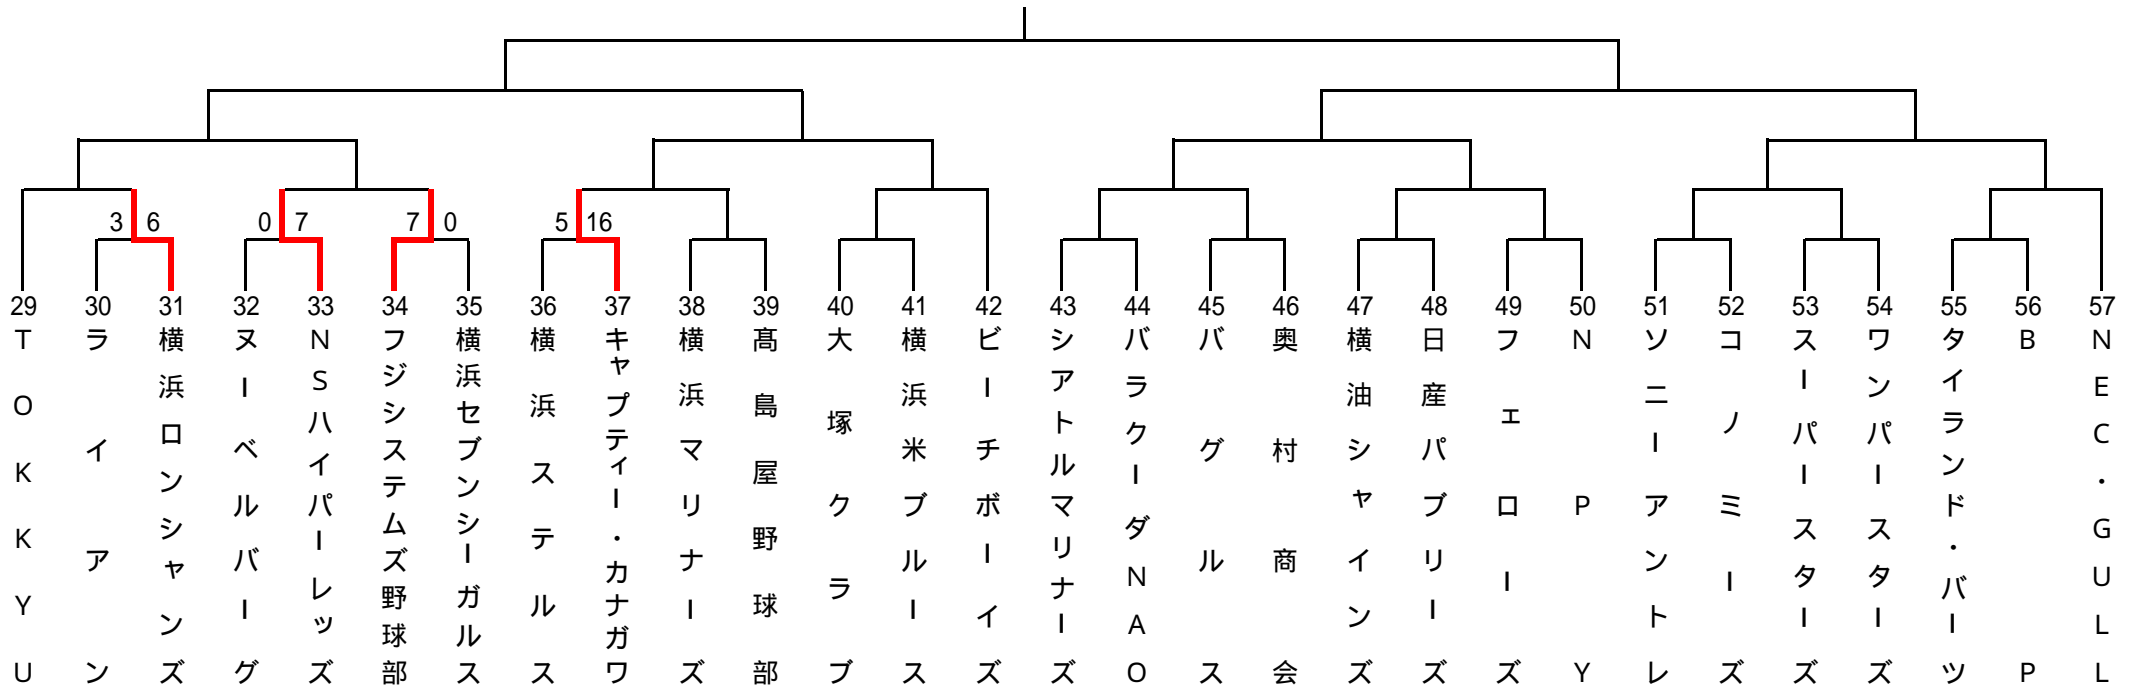 3 6 0 7 7 0 5 16
29 30 31 32 33 34 35 36 37 38 39 40 41 42 43 44 45 46 47 48 49 50 51 52 53 54 55 56 57
TOKKYU
ライアン
横浜ロンシャンズ
ヌーベルバーグ
NSハイパーレッズ
フジシステムズ野球部
横浜セブンシーガルス
横浜ステルス
キャプティー・カナガワ
横浜マリナーズ
髙島屋野球部
大塚クラブ
横浜米ブルース
ビーチボーイズ
シアトルマリナーズ
バラクーダNAO
バグルス
奥村商会
横油シャインズ
日産パブリーズ
フェローズ
NPY
ソニーアントレ
コノミーズ
スーパースターズ
ワンパースターズ
タイランド・バーツ
BP
NEC・GULL